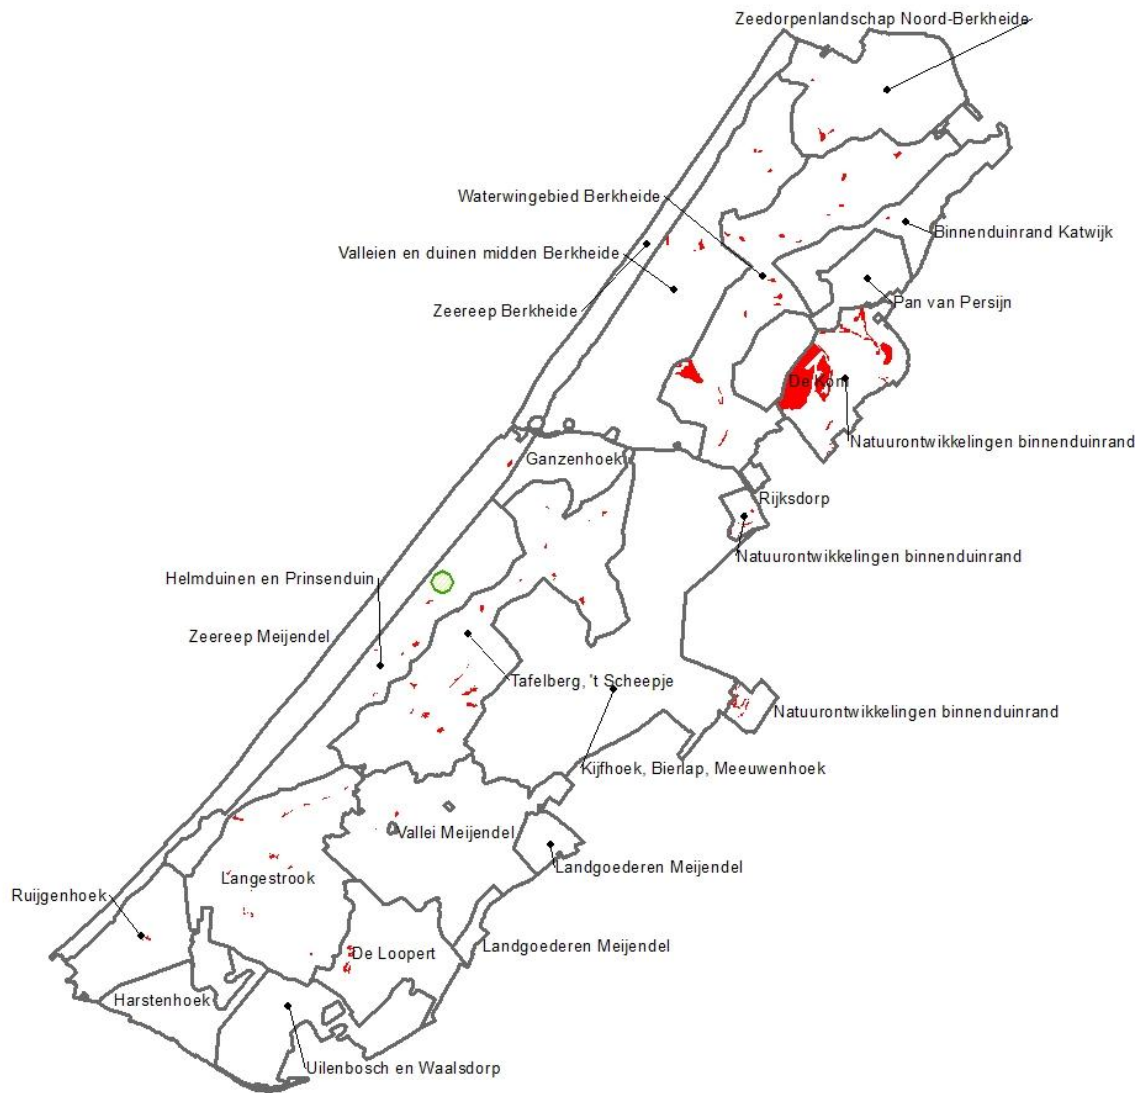 Zeedorpenlandschap Noord-Berkheide
Waterwingebied Berkheide
Binnenduinrand Katwijk
Valleien en duinen midden Berkheide
Pan van Persijn
Zeereep Berkheide
De Kom
Natuurontwikkelingen binnenduinrand
Ganzenhoek
Rijksdorp
Natuurontwikkelingen binnenduinrand
Helmduinen en Prinsenduin
Zeereep Meijendel
Tafelberg, 't Scheepje
Natuurontwikkelingen binnenduinrand
Kijfhoek, Bierlap, Meeuwenhoek
Vallei Meijendel
Landgoederen Meijendel
Langestrook
Ruijgenhoek
Landgoederen Meijendel
De Loopert
Harstenhoek
Uilenbosch en Waalsdorp